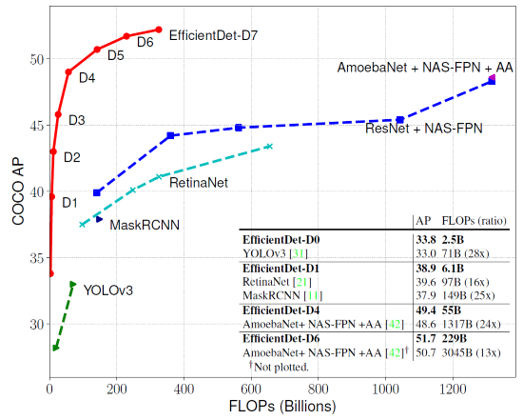 COCO AP
50
45
40
35
30
0
200
400
600
800
1000
1200
FLOPs (Billions)
EfficientDet-D7
D6
D5
D4
D3
D2
D1
AmoebaNet + NAS-FPN + AA
ResNet + NAS-FPN
RetinaNet
MaskRCNN
YOLOv3
AP FLOPs (ratio)
EfficientDet-D0 33.8 2.5B
YOLOv3 [31] 33.0 71B (28x)
EfficientDet-D1 38.9 6.1B
RetinaNet [21] 39.6 97B (16x)
MaskRCNN [11] 37.9 149B (25x)
EfficientDet-D4 49.4 55B
AmoebaNet+ NAS-FPN +AA [42] 48.6 1317B (24x)
EfficientDet-D6 51.7 229B
AmoebaNet+ NAS-FPN +AA [42]† 50.7 3045B (13x)
†Not plotted.